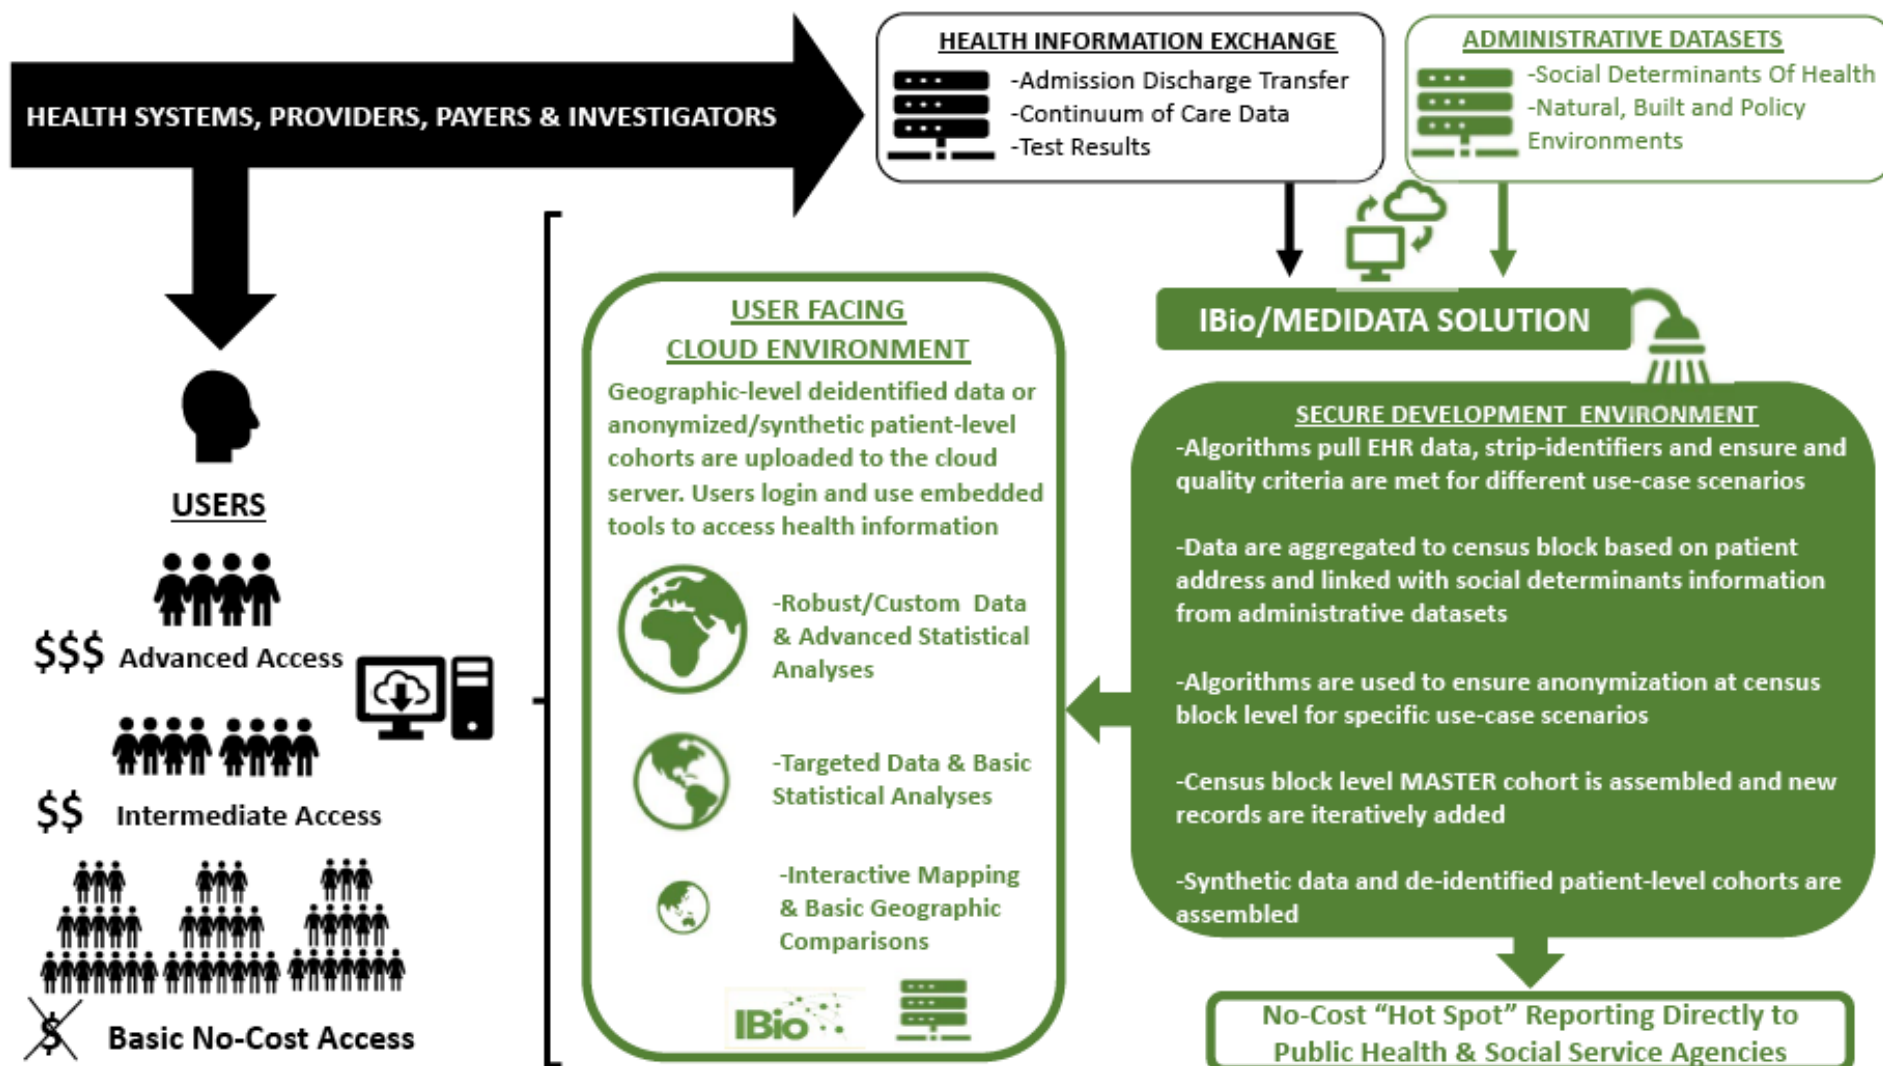 HEALTH SYSTEMS, PROVIDERS, PAYERS & INVESTIGATORS
HEALTH INFORMATION EXCHANGE
-Admission Discharge Transfer
-Continuum of Care Data
-Test Results
ADMINISTRATIVE DATASETS
-Social Determinants Of Health
-Natural, Built and Policy
Environments
IBio/MEDIDATA SOLUTION
SECURE DEVELOPMENT ENVIRONMENT
-Algorithms pull EHR data, strip-identifiers and ensure and
quality criteria are met for different use-case scenarios
-Data are aggregated to census block based on patient
address and linked with social determinants information
from administrative datasets
-Algorithms are used to ensure anonymization at census
block level for specific use-case scenarios
-Census block level MASTER cohort is assembled and new
records are iteratively added
-Synthetic data and de-identified patient-level cohorts are
assembled
No-Cost “Hot Spot” Reporting Directly to
Public Health & Social Service Agencies
USER FACING
CLOUD ENVIRONMENT
Geographic-level deidentified data or
anonymized/synthetic patient-level
cohorts are uploaded to the cloud
server. Users login and use embedded
tools to access health information
-Robust/Custom Data
& Advanced Statistical
Analyses
-Targeted Data & Basic
Statistical Analyses
-Interactive Mapping
& Basic Geographic
Comparisons
IBio
USERS
$$$ Advanced Access
$$ Intermediate Access
$ Basic No-Cost Access